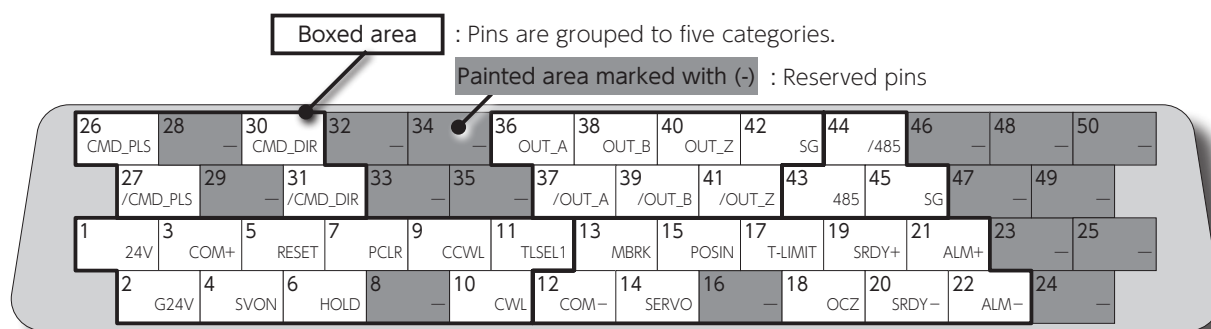 Boxed area : Pins are grouped to five categories.
Painted area marked with (-) : Reserved pins
26 28 30 32 34 36 38 40 42 44 46 48 50
CMD_PLS — CMD_DIR — — OUT_A OUT_B OUT_Z SG /485 — — —
27 29 31 33 35 37 39 41 43 45 47 49
/CMD_PLS — /CMD_DIR — — /OUT_A /OUT_B /OUT_Z 485 SG — —
1 3 5 7 9 11 13 15 17 19 21 23 25
24V COM+ RESET PCLR CCWL TLSEL1 MBRK POSIN T-LIMIT SRDY+ ALM+ — —
2 4 6 8 10 12 14 16 18 20 22 24
G24V SVON HOLD — CWL COM− SERVO — OCZ SRDY− ALM− —